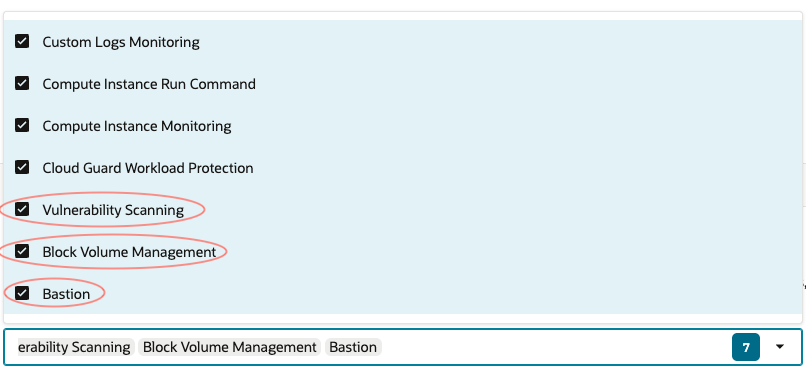 Custom Logs Monitoring
Compute Instance Run Command
Compute Instance Monitoring
Cloud Guard Workload Protection
Vulnerability Scanning
Block Volume Management
Bastion
erability Scanning Block Volume Management Bastion 7